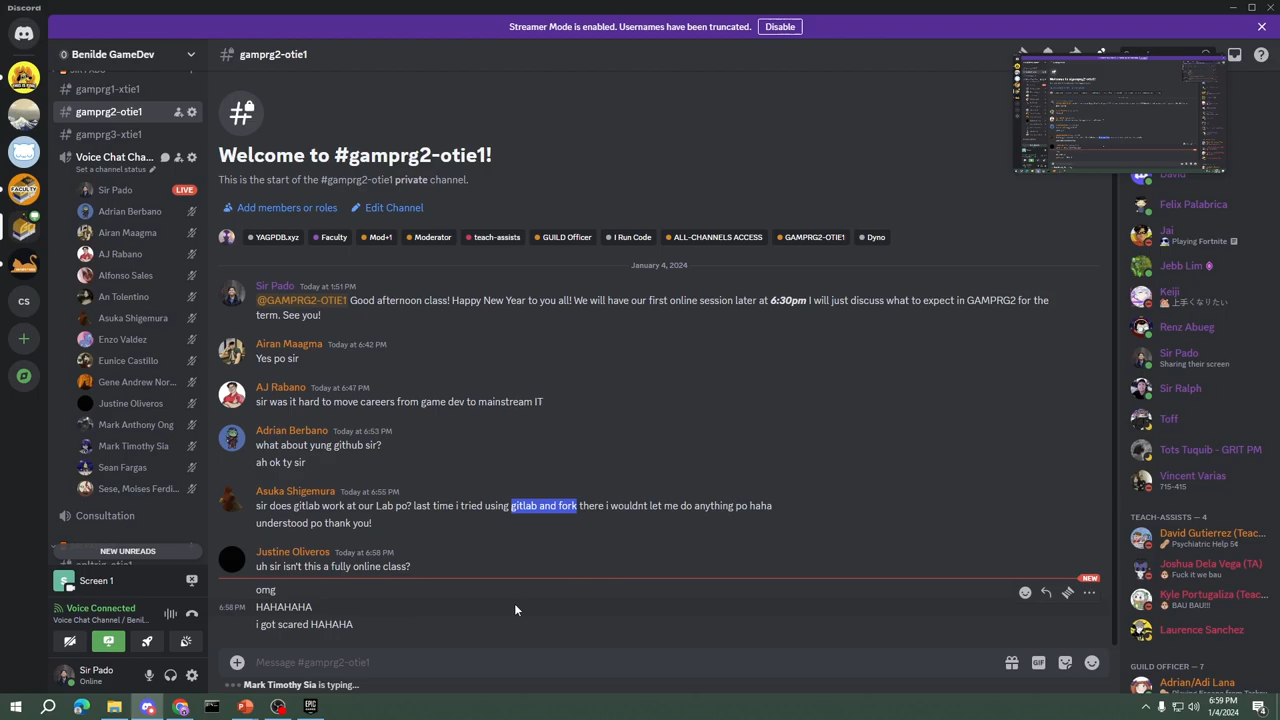 Discord
Streamer Mode is enabled. Usernames have been truncated.
Disable
Benilde GameDev
gamprg1-xtie1
gamprg2-otie1
gamprg3-xtie1
Voice Chat Cha...
Set a channel status
Sir Pado
LIVE
Adrian Berbano
Airan Maagma
AJ Rabano
Alfonso Sales
An Tolentino
Asuka Shigemura
Enzo Valdez
Eunice Castillo
Gene Andrew Nor...
Justine Oliveros
Mark Anthony Ong
Mark Timothy Sia
Sean Fargas
Sese, Moises Ferdi...
Consultation
NEW UNREADS
Screen 1
Voice Connected
Voice Chat Channel / Benil...
Sir Pado
Online
FACULTY
CS
gamprg2-otie1
Welcome to #gamprg2-otie1!
This is the start of the #gamprg2-otie1 private channel.
Add members or roles
Edit Channel
YAGPDB.xyz
Faculty
Mod+1
Moderator
teach-assists
GUILD Officer
I Run Code
ALL-CHANNELS ACCESS
GAMPRG2-OTIE1
Dyno
January 4, 2024
Sir Pado Today at 1:51 PM
@GAMPRG2-OTIE1 Good afternoon class! Happy New Year to you all! We will have our first online session later at 6:30pm I will just discuss what to expect in GAMPRG2 for the
term. See you!
Airan Maagma Today at 6:42 PM
Yes po sir
AJ Rabano Today at 6:47 PM
sir was it hard to move careers from game dev to mainstream IT
Adrian Berbano Today at 6:53 PM
what about yung github sir?
ah ok ty sir
Asuka Shigemura Today at 6:55 PM
sir does gitlab work at our Lab po? last time i tried using gitlab and fork there i wouldnt let me do anything po haha
understood po thank you!
Justine Oliveros Today at 6:58 PM
uh sir isn't this a fully online class?
NEW
omg
6:58 PM HAHAHAHA
i got scared HAHAHA
Message #gamprg2-otie1
GIF
Mark Timothy Sia is typing...
David
Felix Palabrica
Jai
Playing Fortnite
Jebb Lim
Keiji
上手くなりたい
Renz Abueg
Sir Pado
Sharing their screen
Sir Ralph
Toff
Tots Tuquib - GRIT PM
Vincent Varias
715-415
TEACH-ASSISTS — 4
David Gutierrez (Teac...
Psychiatric Help 5¢
Joshua Dela Vega (TA)
Fuck it we bau
Kyle Portugaliza (Teac...
BAU BAU!!!
Laurence Sanchez
GUILD OFFICER — 7
Adrian/Adi Lana
EPIC
6:59 PM
1/4/2024
4